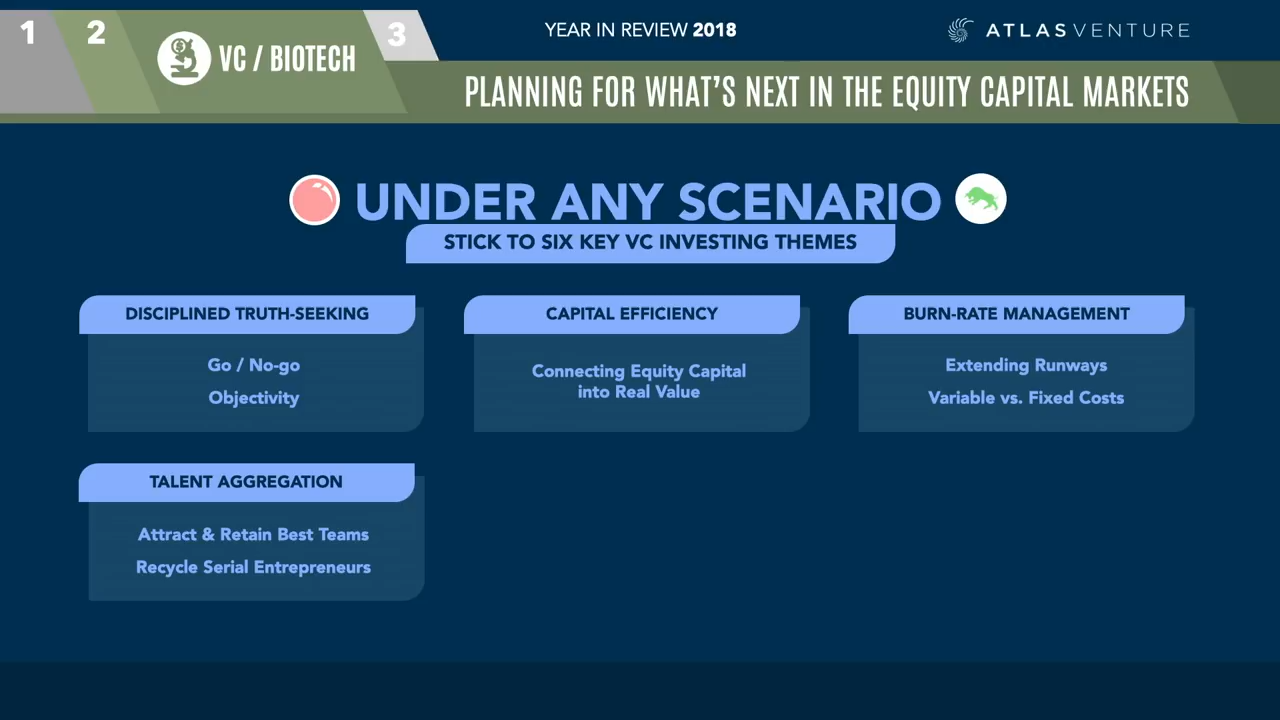 1
2
VC / BIOTECH
3
YEAR IN REVIEW 2018
ATLAS VENTURE
PLANNING FOR WHAT'S NEXT IN THE EQUITY CAPITAL MARKETS
UNDER ANY SCENARIO
STICK TO SIX KEY VC INVESTING THEMES
DISCIPLINED TRUTH-SEEKING
Go / No-go
Objectivity
CAPITAL EFFICIENCY
Connecting Equity Capital
into Real Value
BURN-RATE MANAGEMENT
Extending Runways
Variable vs. Fixed Costs
TALENT AGGREGATION
Attract & Retain Best Teams
Recycle Serial Entrepreneurs